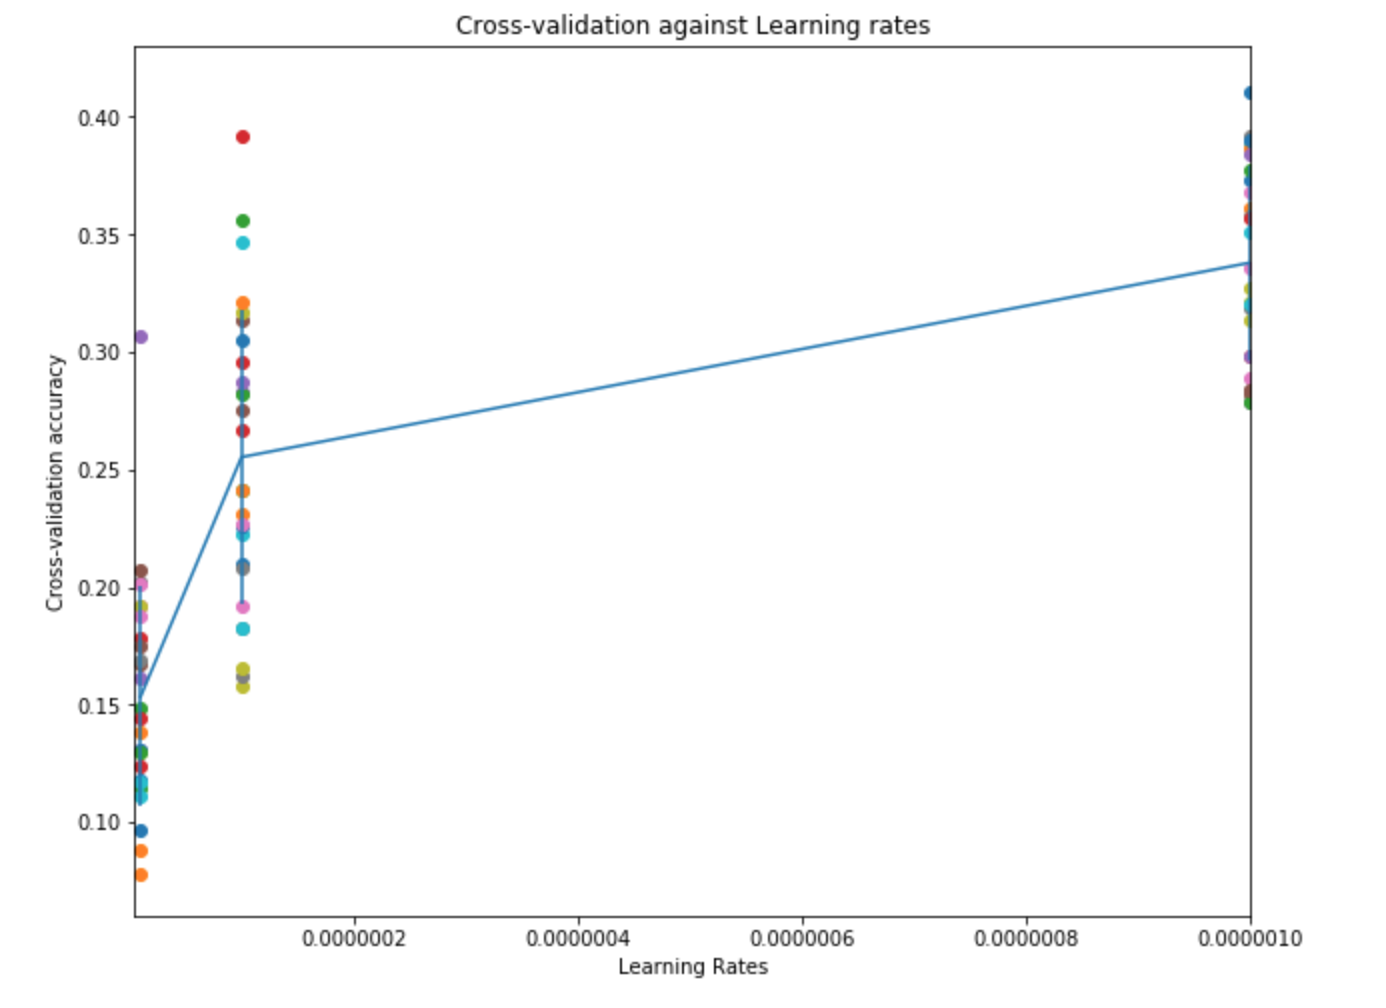 Cross-validation against Learning rates
Cross-validation accuracy
0.40
0.35
0.30
0.25
0.20
0.15
0.10
0.0000002 0.0000004 0.0000006 0.0000008 0.0000010
Learning Rates